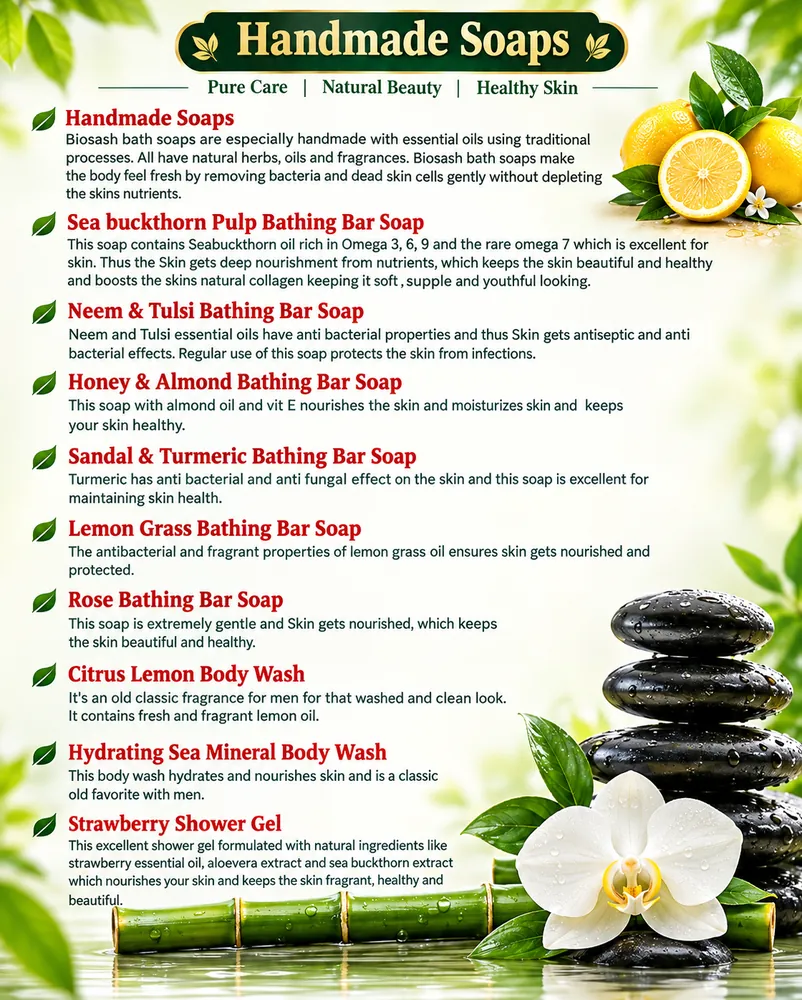 Handmade Soaps
Pure Care | Natural Beauty | Healthy Skin
Handmade Soaps
Biosash bath soaps are especially handmade with essential oils using traditional
processes. All have natural herbs, oils and fragrances. Biosash bath soaps make
the body feel fresh by removing bacteria and dead skin cells gently without depleting
the skins nutrients.
Sea buckthorn Pulp Bathing Bar Soap
This soap contains Seabuckthorn oil rich in Omega 3, 6, 9 and the rare omega 7 which is excellent for
skin. Thus the Skin gets deep nourishment from nutrients, which keeps the skin beautiful and healthy
and boosts the skins natural collagen keeping it soft , supple and youthful looking.
Neem & Tulsi Bathing Bar Soap
Neem and Tulsi essential oils have anti bacterial properties and thus Skin gets antiseptic and anti
bacterial effects. Regular use of this soap protects the skin from infections.
Honey & Almond Bathing Bar Soap
This soap with almond oil and vit E nourishes the skin and moisturizes skin and keeps
your skin healthy.
Sandal & Turmeric Bathing Bar Soap
Turmeric has anti bacterial and anti fungal effect on the skin and this soap is excellent for
maintaining skin health.
Lemon Grass Bathing Bar Soap
The antibacterial and fragrant properties of lemon grass oil ensures skin gets nourished and
protected.
Rose Bathing Bar Soap
This soap is extremely gentle and Skin gets nourished, which keeps
the skin beautiful and healthy.
Citrus Lemon Body Wash
It's an old classic fragrance for men for that washed and clean look.
It contains fresh and fragrant lemon oil.
Hydrating Sea Mineral Body Wash
This body wash hydrates and nourishes skin and is a classic
old favorite with men.
Strawberry Shower Gel
This excellent shower gel formulated with natural ingredients like
strawberry essential oil, aloevera extract and sea buckthorn extract
which nourishes your skin and keeps the skin fragrant, healthy and
beautiful.